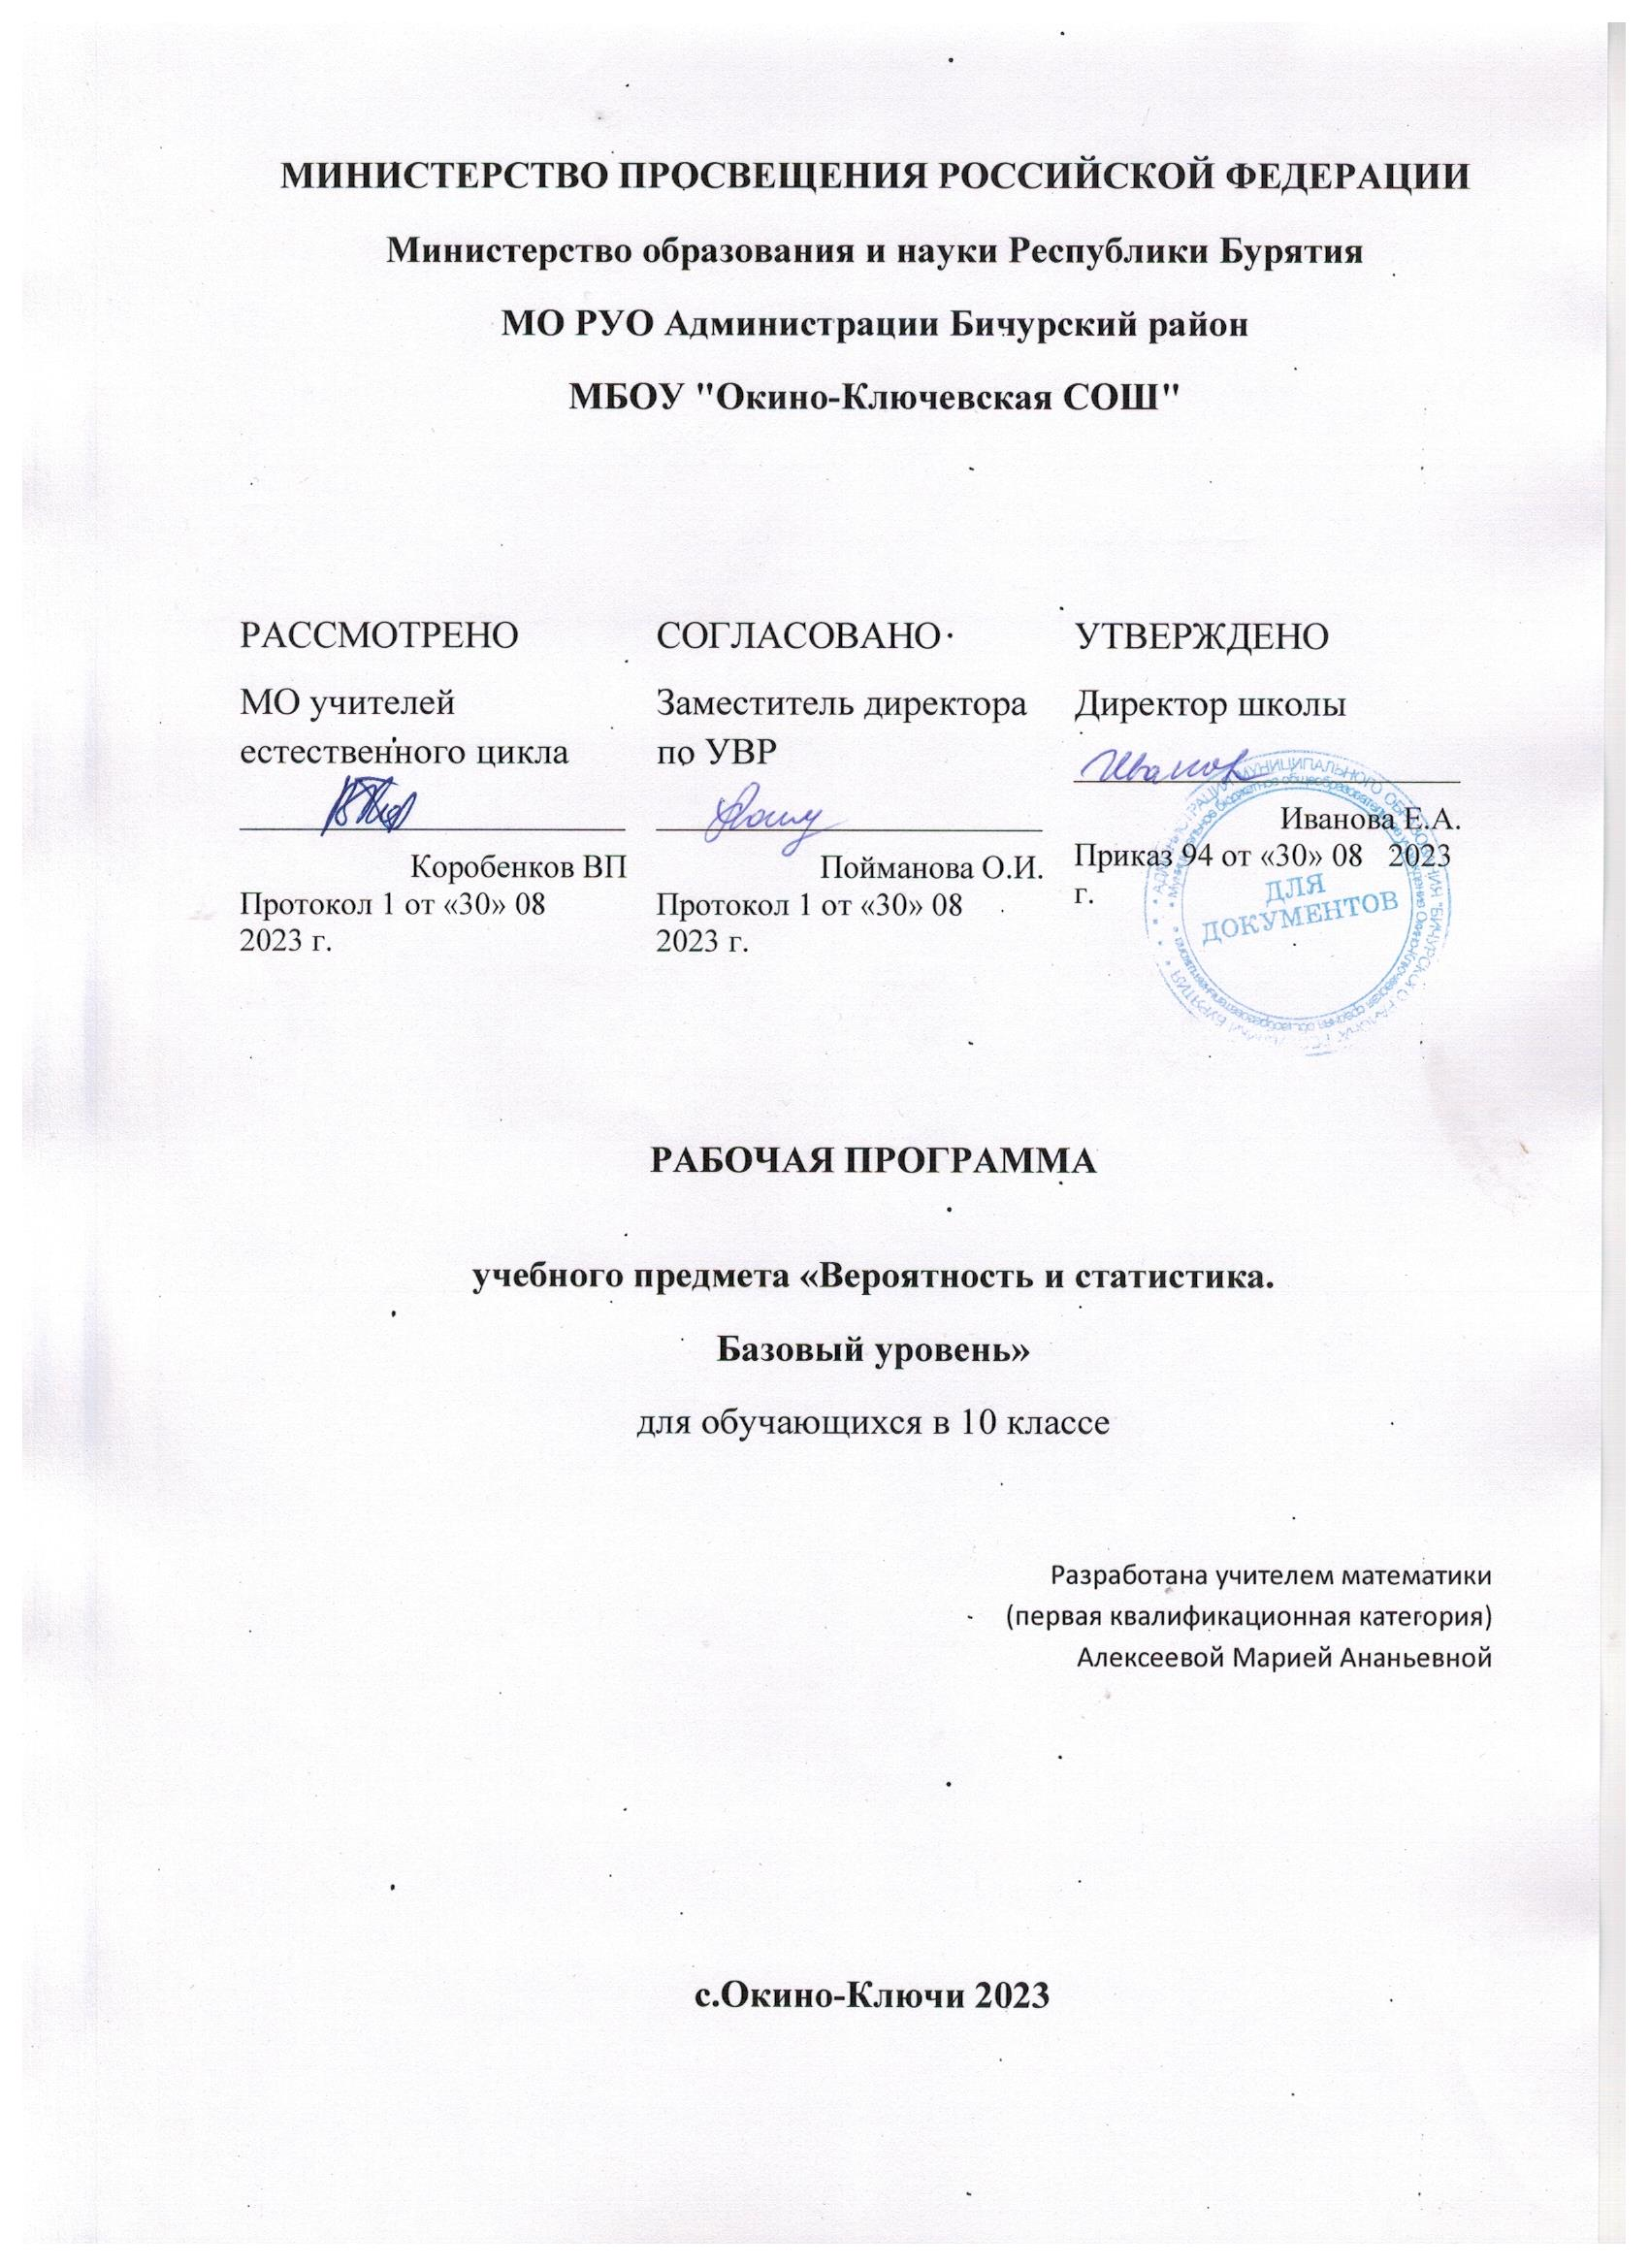 МИНИСТЕРСТВО ПРОСВЕЩЕНИЯ РОССИЙСКОЙ ФЕДЕРАЦИИ
Министерство образования и науки Республики Бурятия
МО РУО Администрации Бичурский район
МБОУ "Окино-Ключевская СОШ"
РАССМОТРЕНО
МО учителей
естественного цикла
Коробенков ВП
Протокол 1 от «30» 08
2023 г.
СОГЛАСОВАНО
Заместитель директора
по УВР
Пойманова О.И.
Протокол 1 от «30» 08
2023 г.
УТВЕРЖДЕНО
Директор школы
Иванова Е.А.
Приказ 94 от «30» 08 2023
г.
ДЛЯ
ДОКУМЕНТОВ
РАБОЧАЯ ПРОГРАММА
учебного предмета «Вероятность и статистика.
Базовый уровень»
для обучающихся в 10 классе
Разработана учителем математики
(первая квалификационная категория)
Алексеевой Марией Ананьевной
с.Окино-Ключи 2023